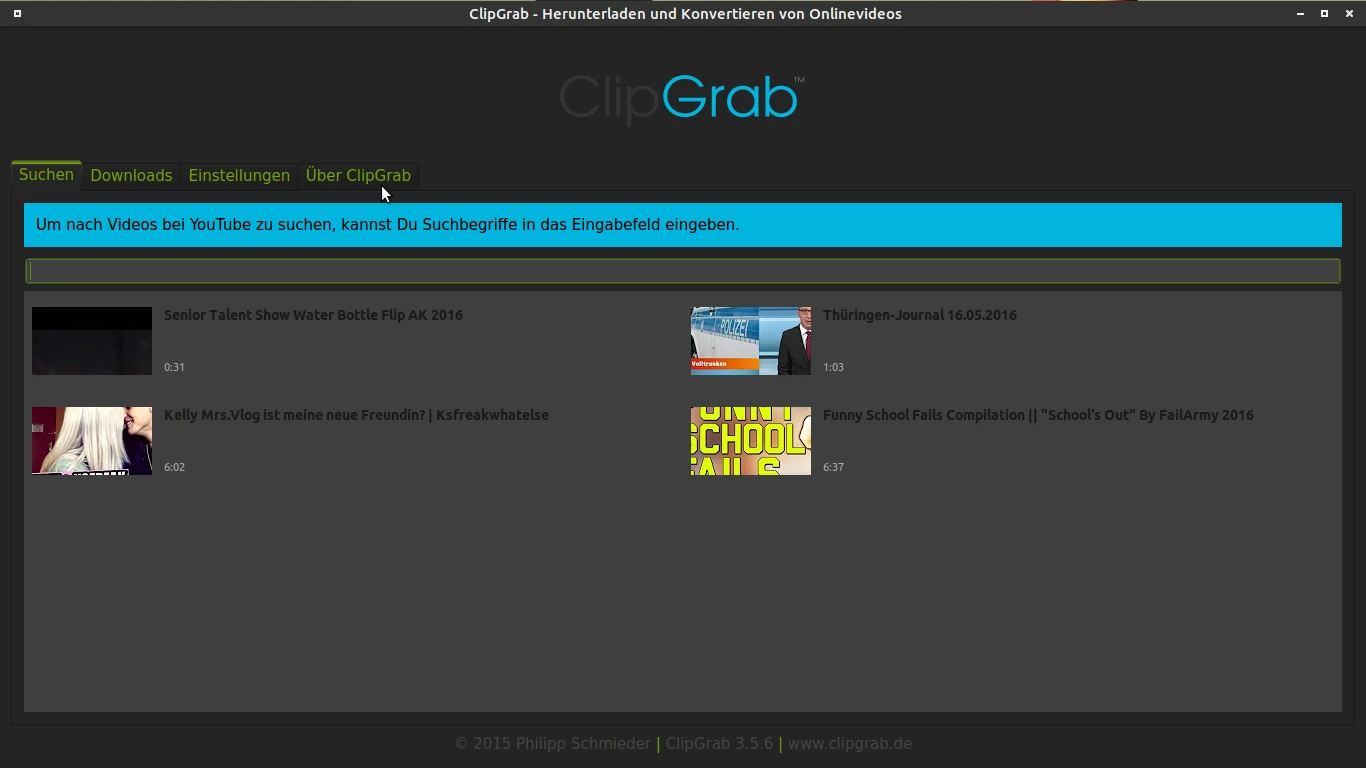 ClipGrab - Herunterladen und Konvertieren von Onlinevideos
ClipGrab™
Suchen Downloads Einstellungen Über ClipGrab
Um nach Videos bei YouTube zu suchen, kannst Du Suchbegriffe in das Eingabefeld eingeben.
Senior Talent Show Water Bottle Flip AK 2016
0:31
POLIZEI
Volltrunken
Thüringen-Journal 16.05.2016
1:03
Kelly Mrs.Vlog ist meine neue Freundin? | Ksfreakwhatelse
6:02
SCHOOL
FAILS
Funny School Fails Compilation || "School's Out" By FailArmy 2016
6:37
© 2015 Philipp Schmieder | ClipGrab 3.5.6 | www.clipgrab.de